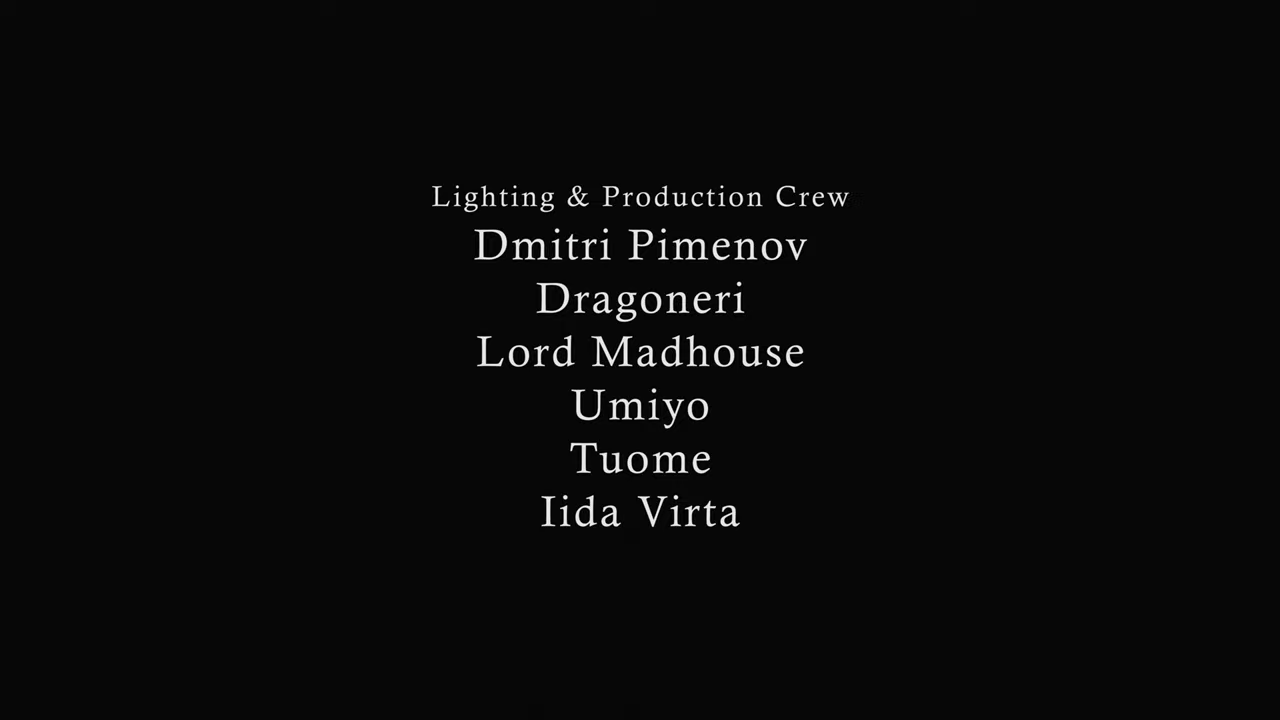 Lighting & Production Crew
Dmitri Pimenov
Dragoneri
Lord Madhouse
Umiyo
Tuome
Iida Virta